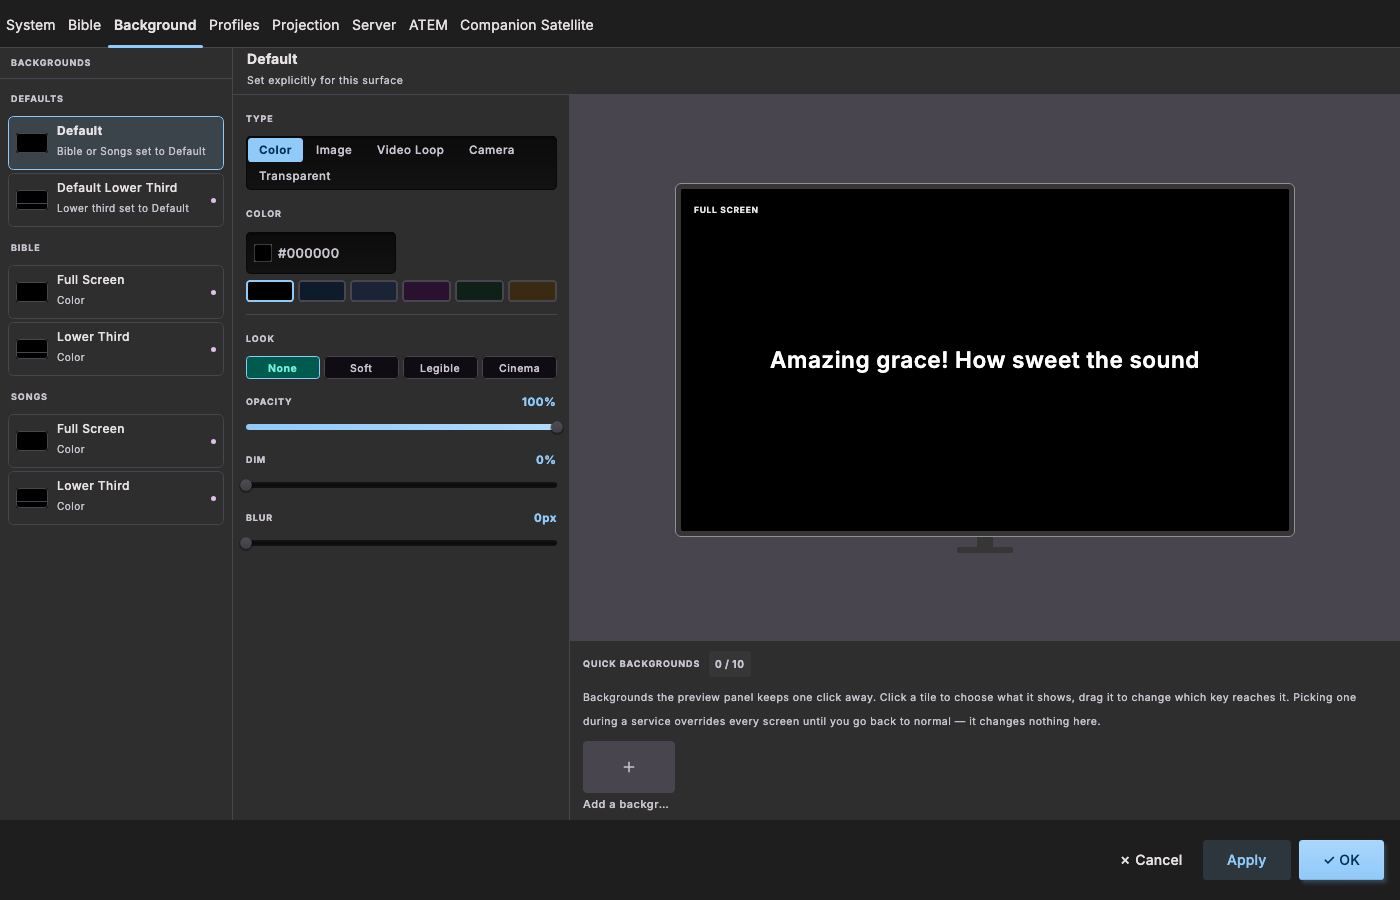 System Bible Background Profiles Projection Server ATEM Companion Satellite
BACKGROUNDS
DEFAULTS
Default
Bible or Songs set to Default
Default Lower Third
Lower third set to Default
BIBLE
Full Screen
Color
Lower Third
Color
SONGS
Full Screen
Color
Lower Third
Color
Default
Set explicitly for this surface
TYPE
Color Image Video Loop Camera
Transparent
COLOR
#000000
LOOK
None Soft Legible Cinema
OPACITY 100%
DIM 0%
BLUR 0px
FULL SCREEN
Amazing grace! How sweet the sound
QUICK BACKGROUNDS 0 / 10
Backgrounds the preview panel keeps one click away. Click a tile to choose what it shows, drag it to change which key reaches it. Picking one
during a service overrides every screen until you go back to normal — it changes nothing here.
+
Add a backgr...
× Cancel Apply ✓ OK